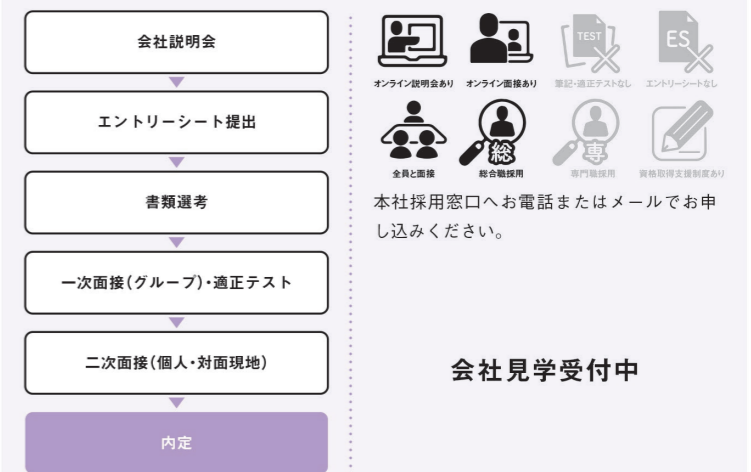 会社説明会
エントリーシート提出
書類選考
一次面接(グループ)・適正テスト
二次面接(個人・対面現地)
内定
オンライン説明会あり
オンライン面接あり
TEST
筆記・適正テストなし
ES
エントリーシートなし
全員と面接
総
総合職採用
専
専門職採用
資格取得支援制度あり
本社採用窓口へお電話またはメールでお申
し込みください。
会社見学受付中